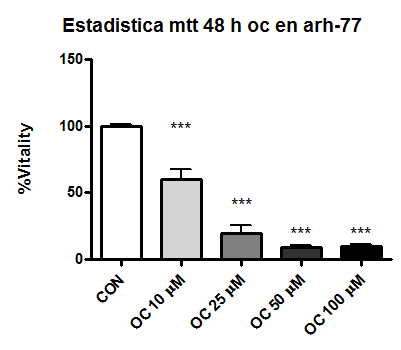 Estadistica mtt 48 h oc en arh-77
150
100
50
0
%Vitality
***
***
***
***
CON
OC 10 µM
OC 25 µM
OC 50 µM
OC 100 µM